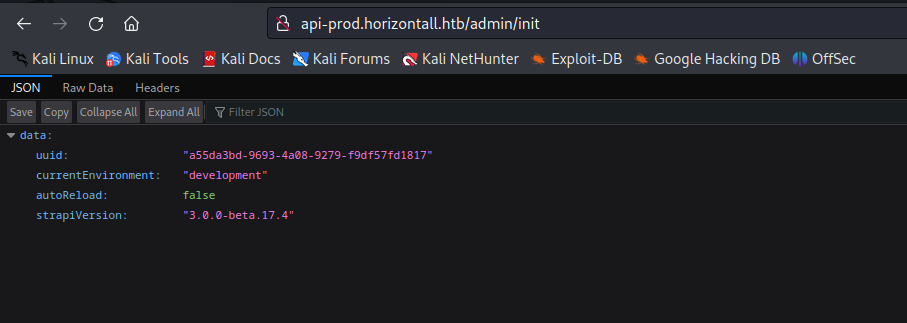 api-prod.horizontall.htb/admin/init
Kali Linux Kali Tools Kali Docs Kali Forums Kali NetHunter Exploit-DB Google Hacking DB OffSec
JSON Raw Data Headers
Save Copy Collapse All Expand All Filter JSON
data:
uuid: "a55da3bd-9693-4a08-9279-f9df57fd1817"
currentEnvironment: "development"
autoReload: false
strapiVersion: "3.0.0-beta.17.4"